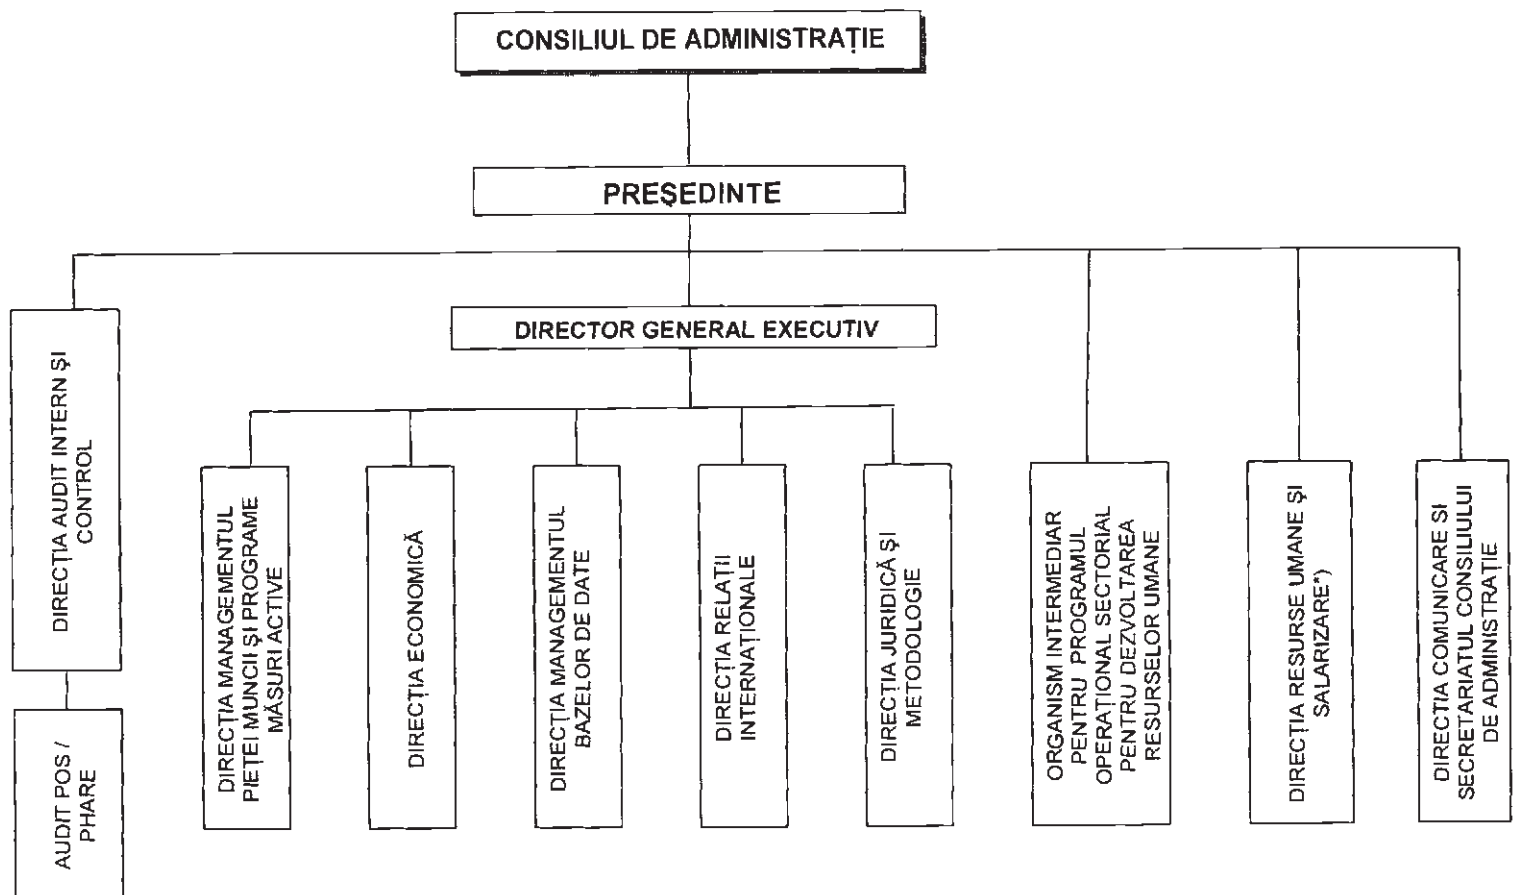 CONSILIUL DE ADMINISTRAȚIE
PREȘEDINTE
DIRECTOR GENERAL EXECUTIV
DIRECȚIA AUDIT INTERN ȘI
CONTROL
AUDIT POS /
PHARE
DIRECȚIA MANAGEMENTUL
PIEȚEI MUNCII ȘI PROGRAME
MĂSURI ACTIVE
DIRECȚIA ECONOMICĂ
DIRECȚIA MANAGEMENTUL
BAZELOR DE DATE
DIRECȚIA RELAȚII
INTERNAȚIONALE
DIRECȚIA JURIDICĂ ȘI
METODOLOGIE
ORGANISM INTERMEDIAR
PENTRU PROGRAMUL
OPERAȚIONAL SECTORIAL
PENTRU DEZVOLTAREA
RESURSELOR UMANE
DIRECȚIA RESURSE UMANE ȘI
SALARIZARE*)
DIRECȚIA COMUNICARE SI
SECRETARIATUL CONSILIULUI
DE ADMINISTRAȚIE